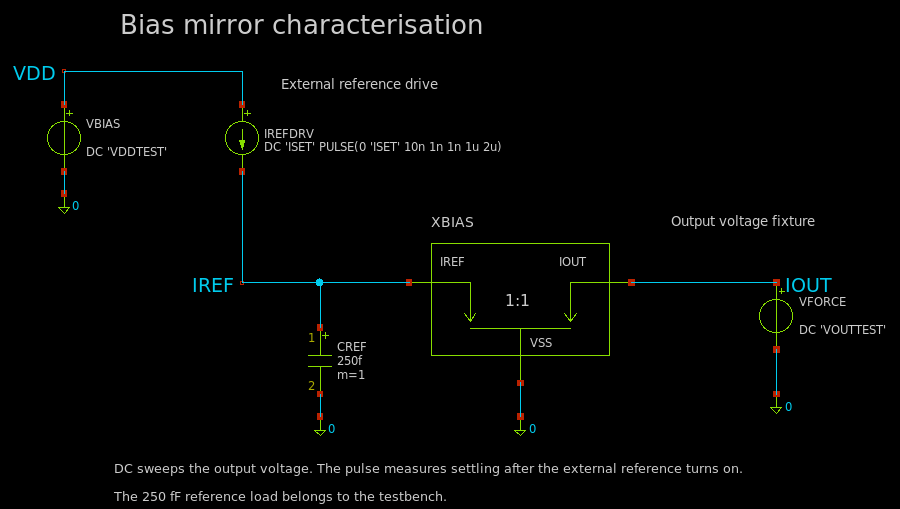 Bias mirror characterisation
VDD
External reference drive
+
VBIAS
DC 'VDDTEST'
0
+
IREFDRV
DC 'ISET' PULSE(0 'ISET' 10n 1n 1n 1u 2u)
XBIAS
Output voltage fixture
IREF
IREF
IOUT
1:1
VSS
0
IOUT
+
VFORCE
DC 'VOUTTEST'
0
1
+
CREF
250f
m=1
2
0
DC sweeps the output voltage. The pulse measures settling after the external reference turns on.
The 250 fF reference load belongs to the testbench.